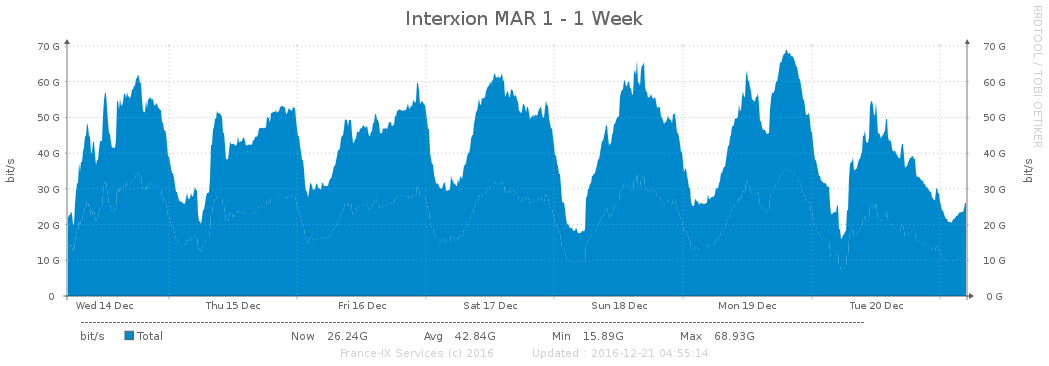 Interxion MAR 1 - 1 Week
RRDTOOL / TOBI OETIKER
70 G 70 G
60 G 60 G
50 G 50 G
40 G 40 G
30 G 30 G
20 G 20 G
10 G 10 G
0 0 G
bit/s bit/s
Wed 14 Dec Thu 15 Dec Fri 16 Dec Sat 17 Dec Sun 18 Dec Mon 19 Dec Tue 20 Dec
bit/s Total Now 26.24G Avg 42.84G Min 15.89G Max 68.93G
France-IX Services (c) 2016 Updated : 2016-12-21 04:55:14